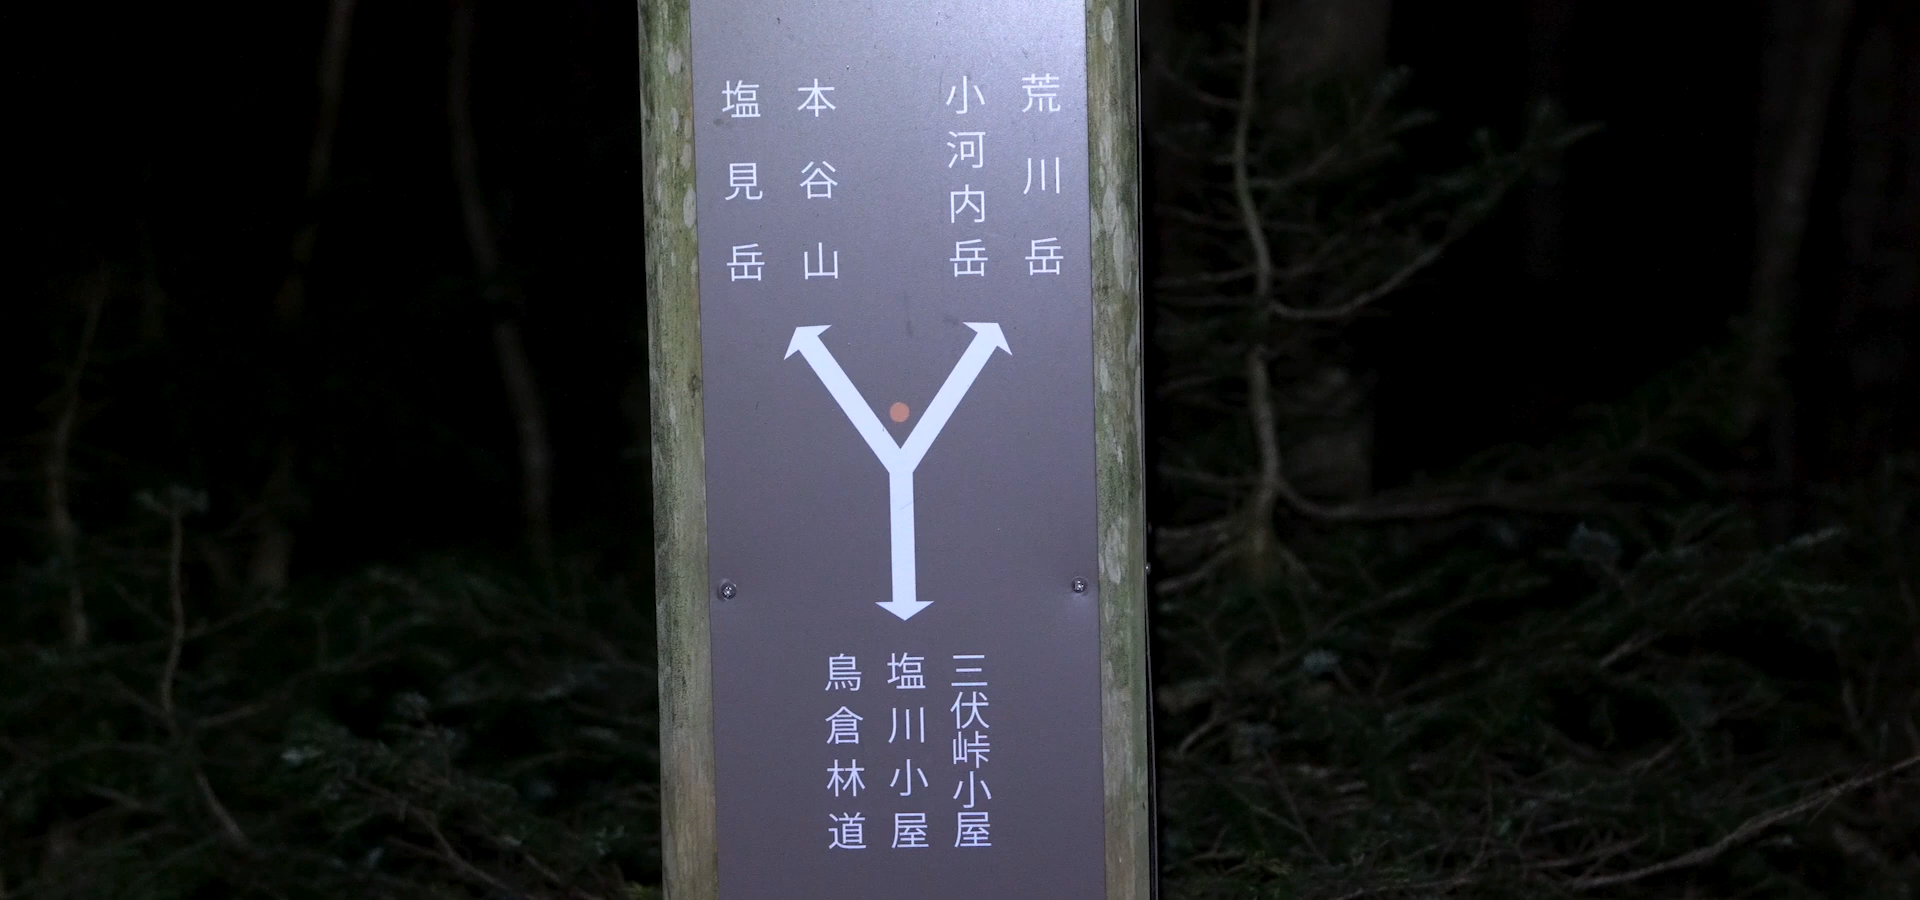 荒川岳
小河内岳
本谷山
塩見岳
三伏峠小屋
塩川小屋
鳥倉林道